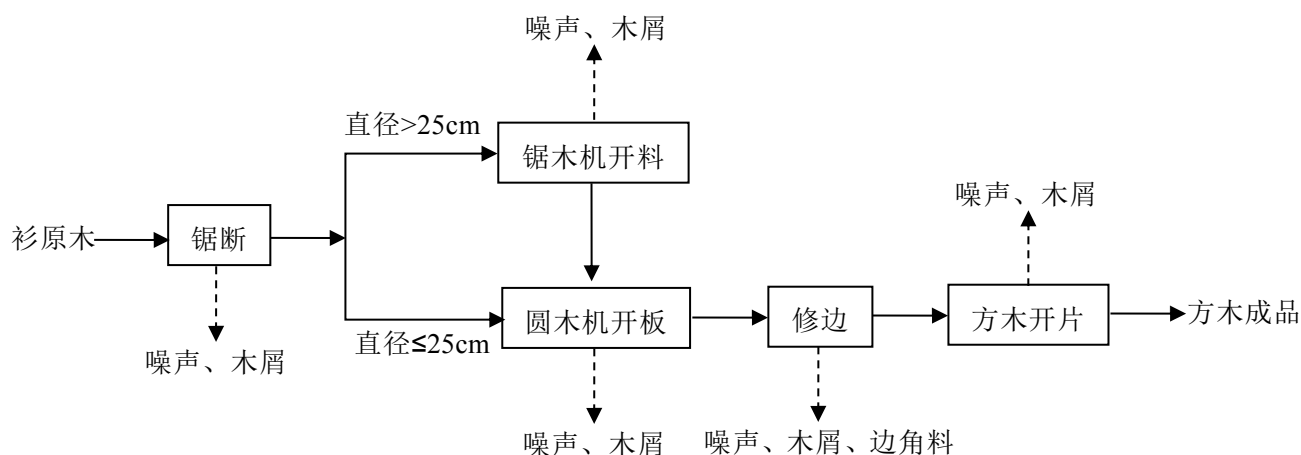 噪声、木屑
直径>25cm
锯木机开料
噪声、木屑
衫原木
锯断
圆木机开板
修边
方木开片
方木成品
直径≤25cm
噪声、木屑
噪声、木屑
噪声、木屑、边角料